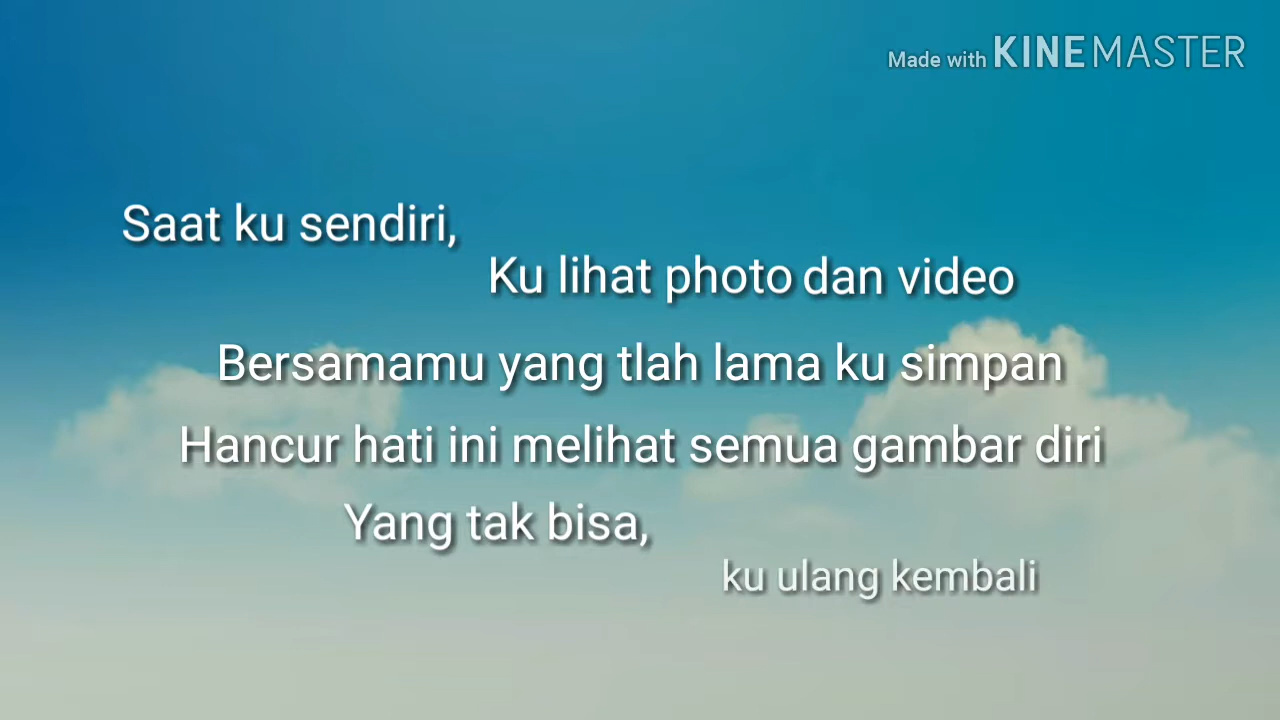 Made with KINEMASTER
Saat ku sendiri,
Ku lihat photo dan video
Bersamamu yang tlah lama ku simpan
Hancur hati ini melihat semua gambar diri
Yang tak bisa,
ku ulang kembali